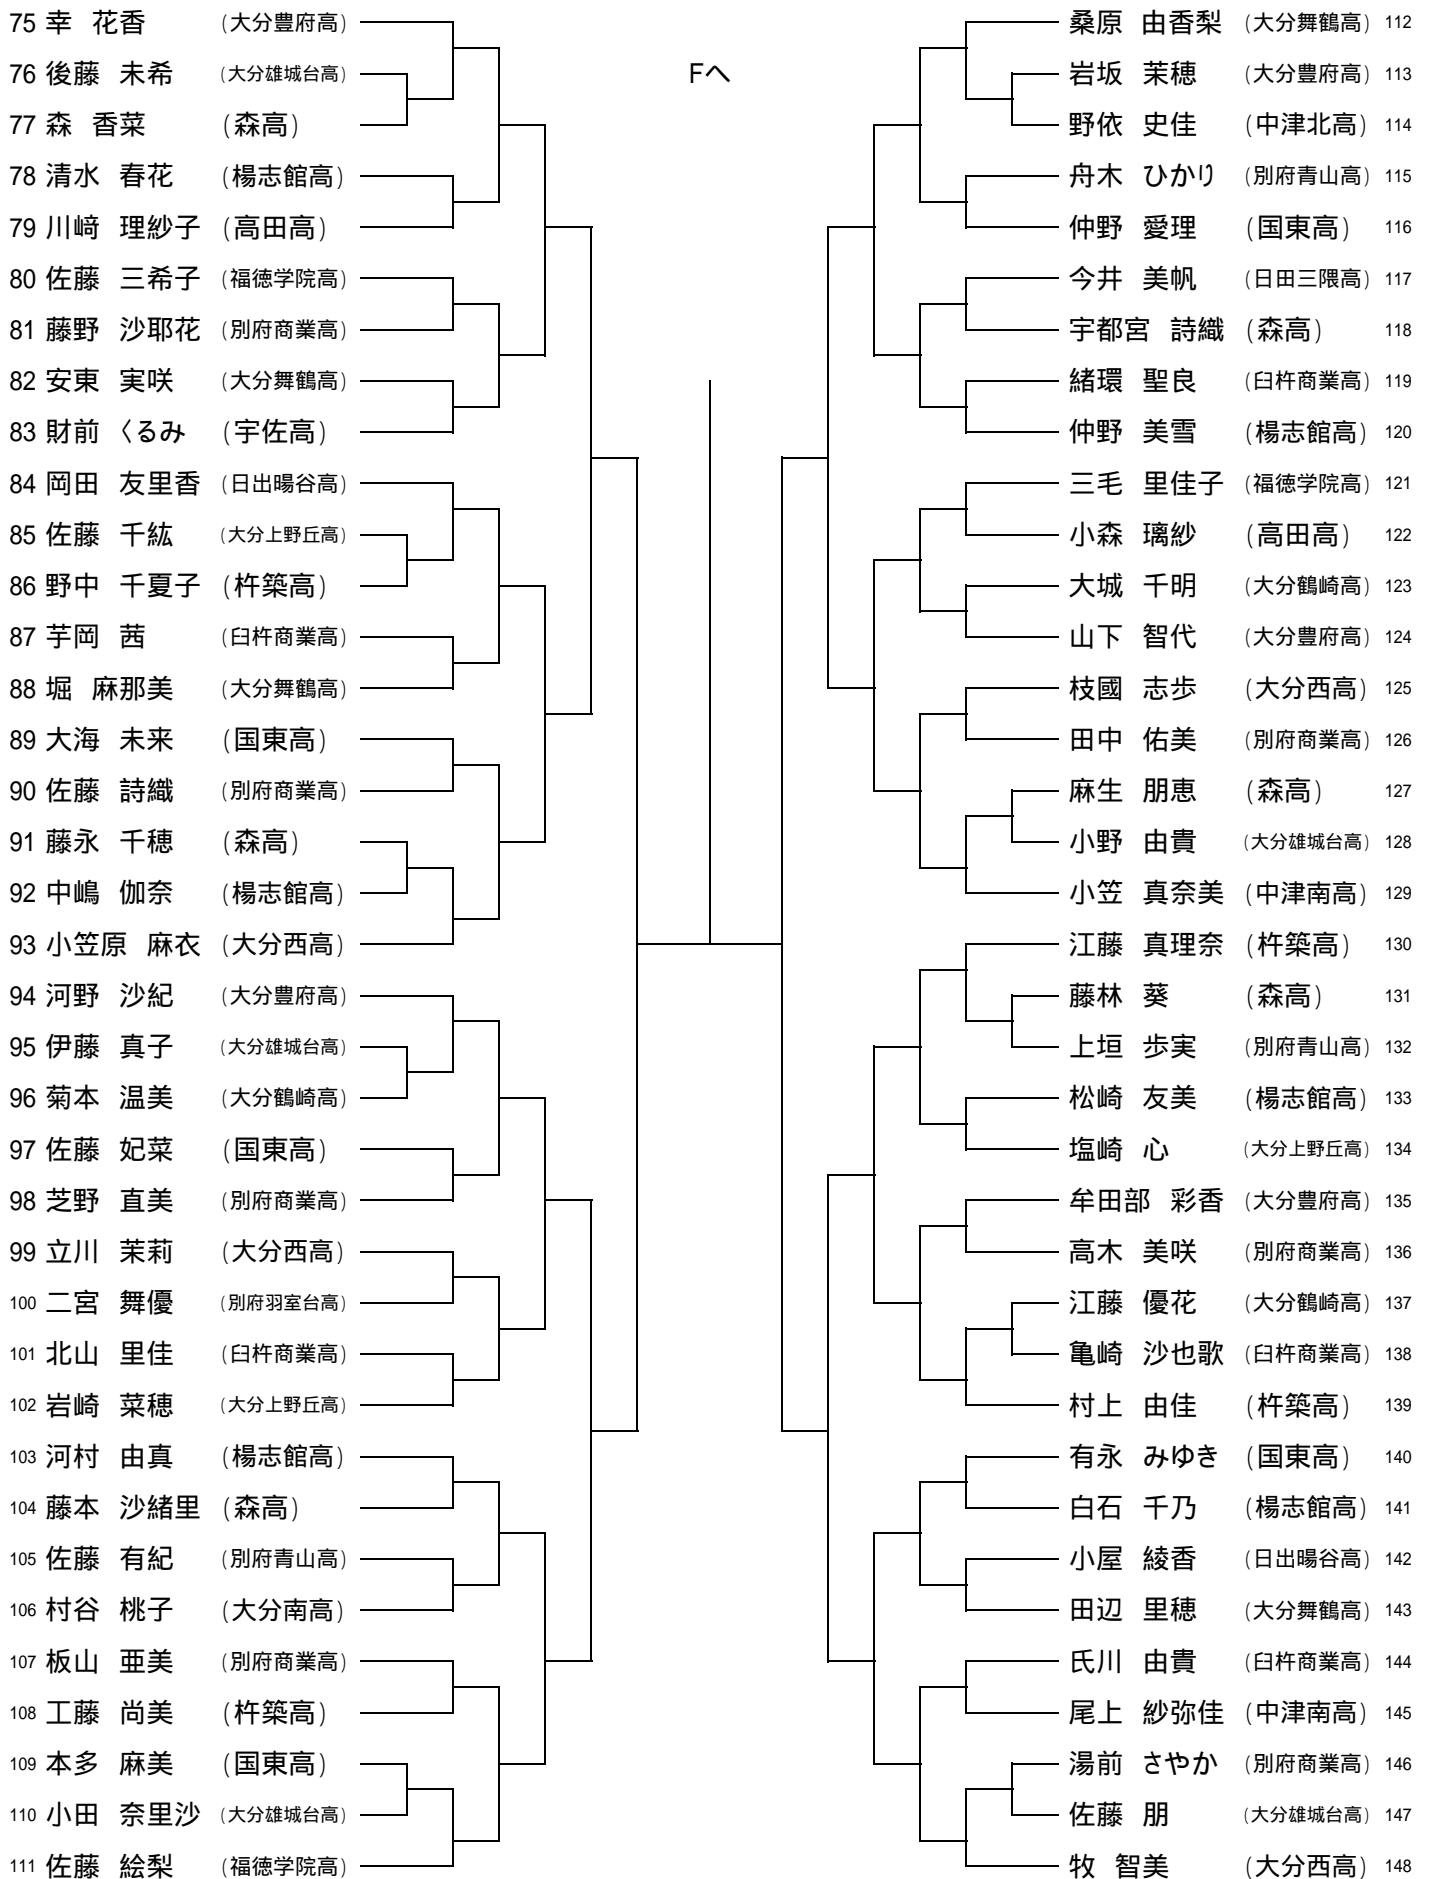 75 幸 花香 (大分豊府高)
76 後藤 未希 (大分雄城台高)
77 森 香菜 (森高)
78 清水 春花 (楊志館高)
79 川﨑 理紗子 (高田高)
80 佐藤 三希子 (福徳学院高)
81 藤野 沙耶花 (別府商業高)
82 安東 実咲 (大分舞鶴高)
83 財前 くるみ (宇佐高)
84 岡田 友里香 (日出暘谷高)
85 佐藤 千紘 (大分上野丘高)
86 野中 千夏子 (杵築高)
87 芋岡 茜 (臼杵商業高)
88 堀 麻那美 (大分舞鶴高)
89 大海 未来 (国東高)
90 佐藤 詩織 (別府商業高)
91 藤永 千穂 (森高)
92 中嶋 伽奈 (楊志館高)
93 小笠原 麻衣 (大分西高)
94 河野 沙紀 (大分豊府高)
95 伊藤 真子 (大分雄城台高)
96 菊本 温美 (大分鶴崎高)
97 佐藤 妃菜 (国東高)
98 芝野 直美 (別府商業高)
99 立川 茉莉 (大分西高)
100 二宮 舞優 (別府羽室台高)
101 北山 里佳 (臼杵商業高)
102 岩崎 菜穂 (大分上野丘高)
103 河村 由真 (楊志館高)
104 藤本 沙緒里 (森高)
105 佐藤 有紀 (別府青山高)
106 村谷 桃子 (大分南高)
107 板山 亜美 (別府商業高)
108 工藤 尚美 (杵築高)
109 本多 麻美 (国東高)
110 小田 奈里沙 (大分雄城台高)
111 佐藤 絵梨 (福徳学院高)
Fへ
桑原 由香梨 (大分舞鶴高) 112
岩坂 茉穂 (大分豊府高) 113
野依 史佳 (中津北高) 114
舟木 ひかり (別府青山高) 115
仲野 愛理 (国東高) 116
今井 美帆 (日田三隈高) 117
宇都宮 詩織 (森高) 118
緒環 聖良 (臼杵商業高) 119
仲野 美雪 (楊志館高) 120
三毛 里佳子 (福徳学院高) 121
小森 璃紗 (高田高) 122
大城 千明 (大分鶴崎高) 123
山下 智代 (大分豊府高) 124
枝國 志歩 (大分西高) 125
田中 佑美 (別府商業高) 126
麻生 朋恵 (森高) 127
小野 由貴 (大分雄城台高) 128
小笠 真奈美 (中津南高) 129
江藤 真理奈 (杵築高) 130
藤林 葵 (森高) 131
上垣 歩実 (別府青山高) 132
松崎 友美 (楊志館高) 133
塩崎 心 (大分上野丘高) 134
牟田部 彩香 (大分豊府高) 135
高木 美咲 (別府商業高) 136
江藤 優花 (大分鶴崎高) 137
亀崎 沙也歌 (臼杵商業高) 138
村上 由佳 (杵築高) 139
有永 みゆき (国東高) 140
白石 千乃 (楊志館高) 141
小屋 綾香 (日出暘谷高) 142
田辺 里穂 (大分舞鶴高) 143
氏川 由貴 (臼杵商業高) 144
尾上 紗弥佳 (中津南高) 145
湯前 さやか (別府商業高) 146
佐藤 朋 (大分雄城台高) 147
牧 智美 (大分西高) 148